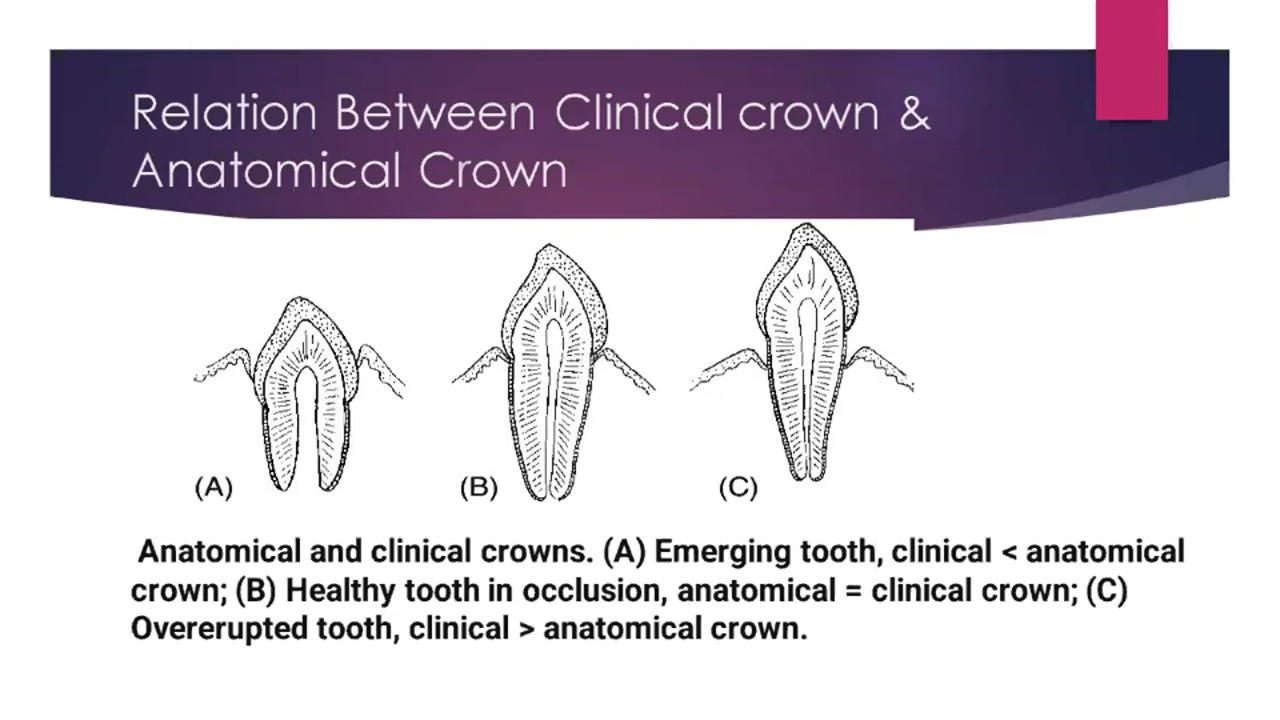 Relation Between Clinical crown &
Anatomical Crown
(A)
(B)
(C)
Anatomical and clinical crowns. (A) Emerging tooth, clinical < anatomical
crown; (B) Healthy tooth in occlusion, anatomical = clinical crown; (C)
Overerupted tooth, clinical > anatomical crown.